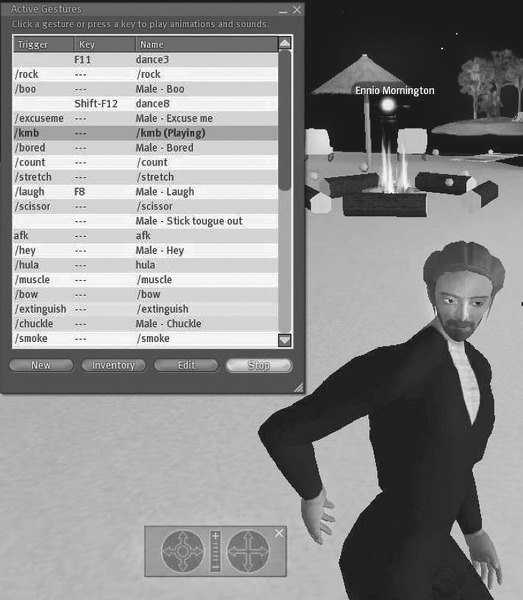 Active Gestures
Click a gesture or press a key to play animations and sounds.
Trigger Key Name
F11 dance3
/rock --- /rock
/boo --- Male - Boo
Shift-F12 dance8
/excuseme --- Male - Excuse me
/kmb --- /kmb (Playing)
/bored --- Male - Bored
/count --- /count
/stretch --- /stretch
/laugh F8 Male - Laugh
/scissor --- /scissor
--- Male - Stick tougue out
afk --- afk
/hey --- Male - Hey
/hula --- hula
/muscle --- /muscle
/bow --- /bow
/extinguish --- /extinguish
/chuckle --- Male - Chuckle
/smoke --- /smoke
New Inventory Edit Stop
Ennio Mornington